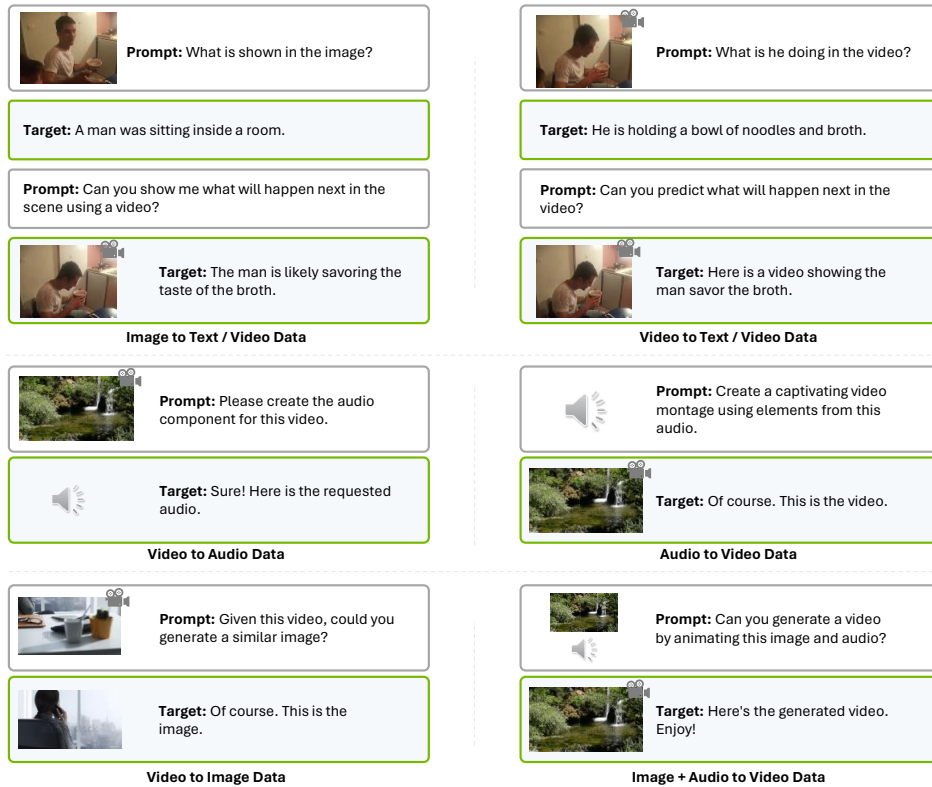 Prompt: What is shown in the image?
Target: A man was sitting inside a room.
Prompt: Can you show me what will happen next in the
scene using a video?
Target: The man is likely savoring the
taste of the broth.
Image to Text / Video Data
Prompt: What is he doing in the video?
Target: He is holding a bowl of noodles and broth.
Prompt: Can you predict what will happen next in the
video?
Target: Here is a video showing the
man savor the broth.
Video to Text / Video Data
Prompt: Please create the audio
component for this video.
Target: Sure! Here is the requested
audio.
Video to Audio Data
Prompt: Create a captivating video
montage using elements from this
audio.
Target: Of course. This is the video.
Audio to Video Data
Prompt: Given this video, could you
generate a similar image?
Target: Of course. This is the
image.
Video to Image Data
Prompt: Can you generate a video
by animating this image and audio?
Target: Here's the generated video.
Enjoy!
Image + Audio to Video Data